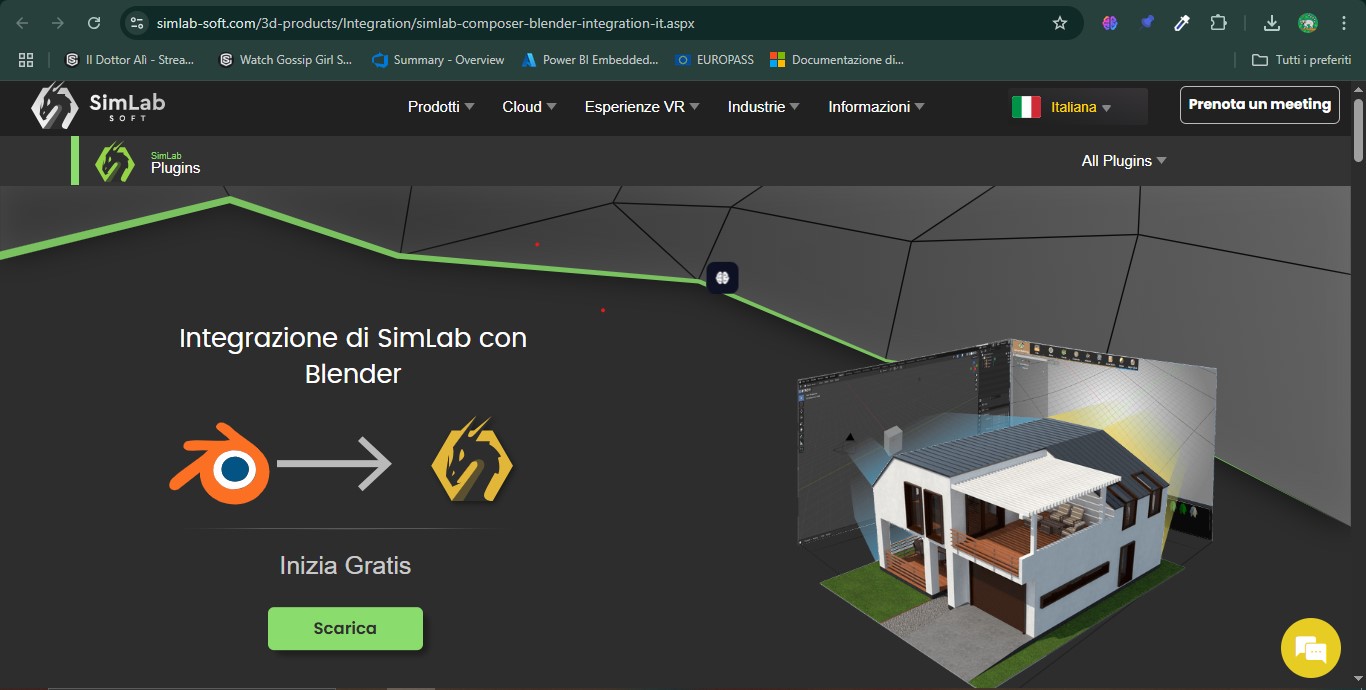 simlab-soft.com/3d-products/Integration/simlab-composer-blender-integration-it.aspx
Il Dottor Alì - Strea...
Watch Gossip Girl S...
Summary - Overview
Power BI Embedded...
EUROPASS
Documentazione di...
Tutti i preferiti
SimLab
SOFT
Prodotti
Cloud
Esperienze VR
Industrie
Informazioni
Italiana
Prenota un meeting
SimLab
Plugins
All Plugins
Integrazione di SimLab con
Blender
Inizia Gratis
Scarica